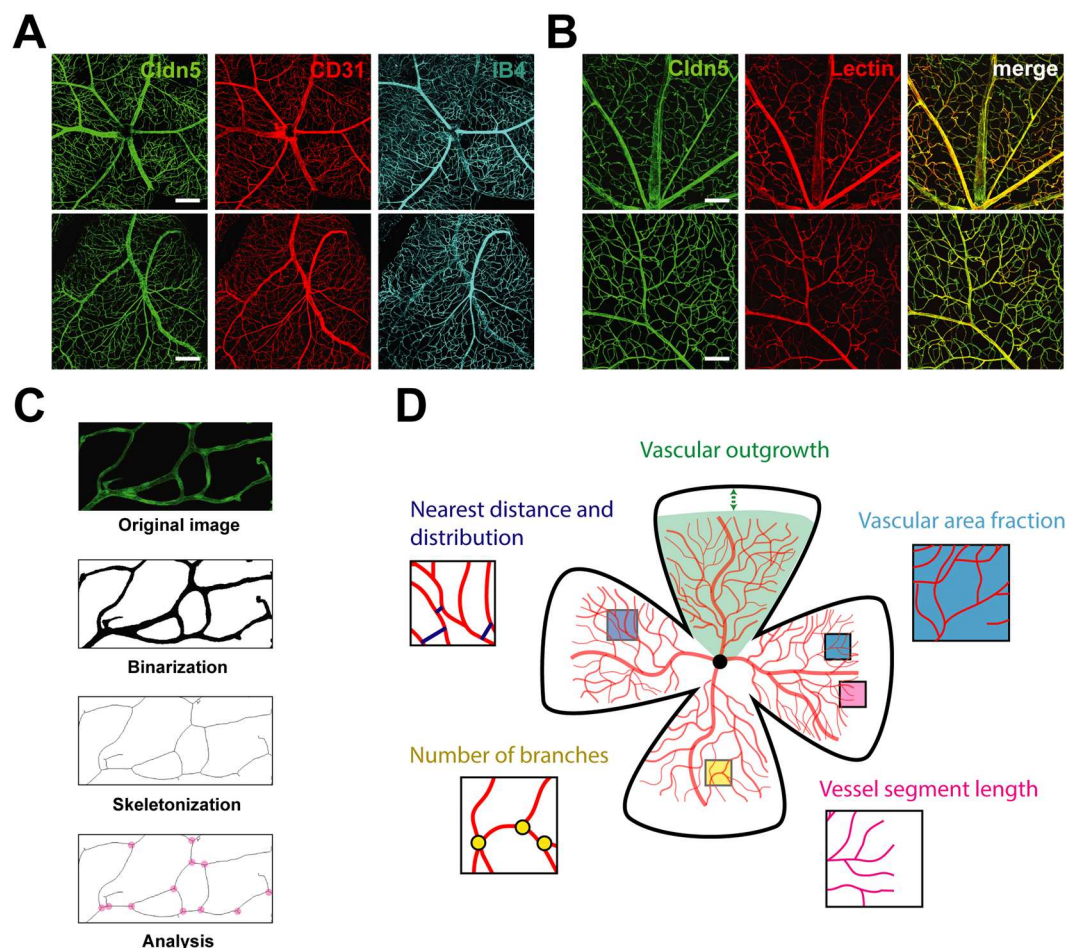 A
Cldn5
CD31
IB4
B
Cldn5
Lectin
merge
C
Original image
Binarization
Skeletonization
Analysis
D
Vascular outgrowth
Nearest distance and
distribution
Vascular area fraction
Number of branches
Vessel segment length